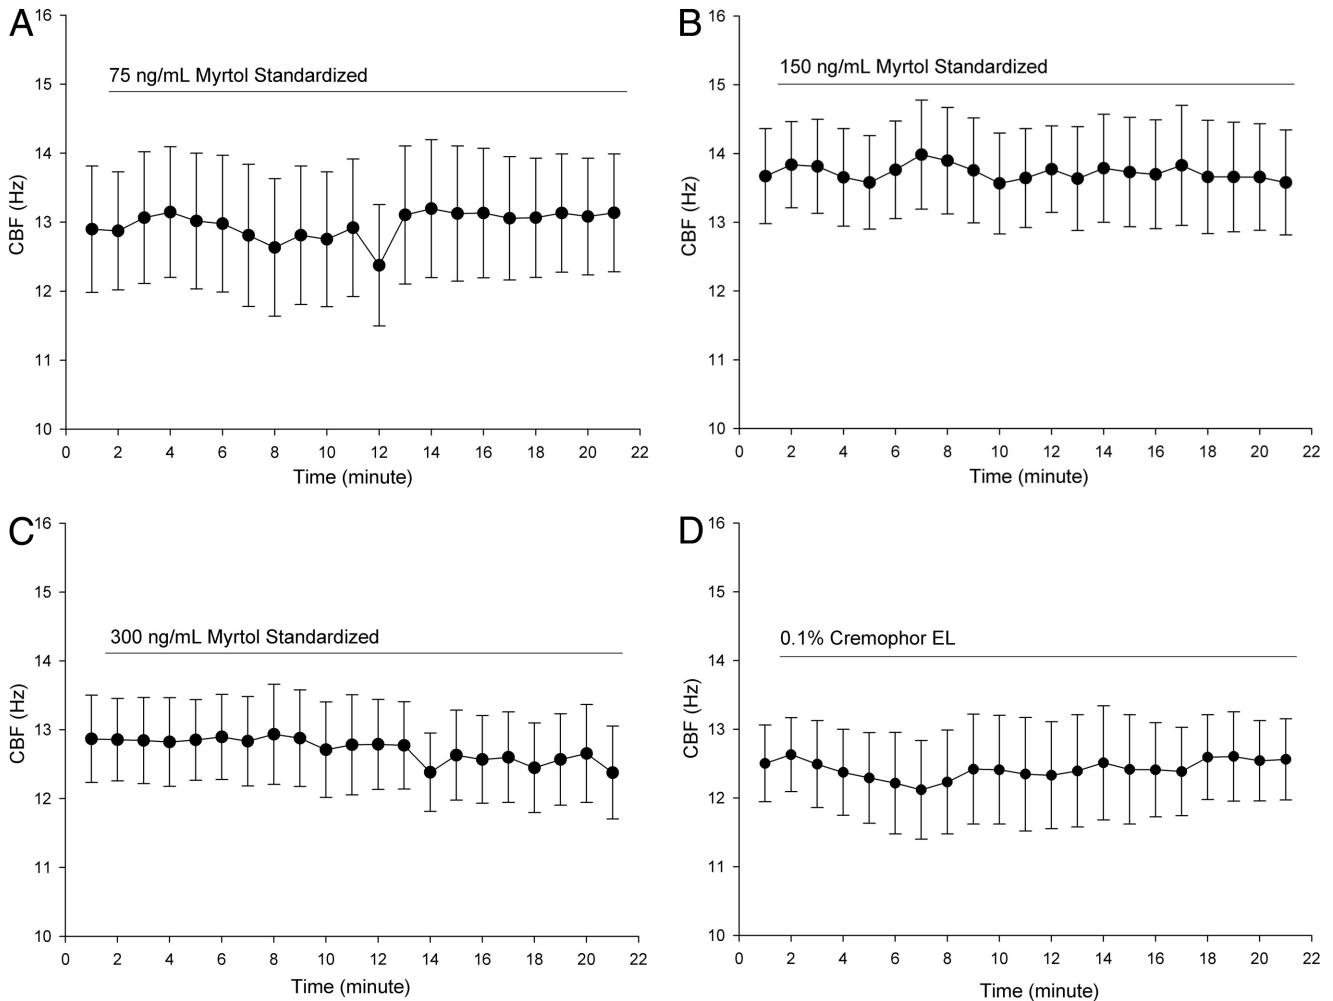 A
16
15
14
13
12
11
10
CBF (Hz)
75 ng/mL Myrtol Standardized
0 2 4 6 8 10 12 14 16 18 20 22
Time (minute)
B
16
15
14
13
12
11
10
CBF (Hz)
150 ng/mL Myrtol Standardized
0 2 4 6 8 10 12 14 16 18 20 22
Time (minute)
C
16
15
14
13
12
11
10
CBF (Hz)
300 ng/mL Myrtol Standardized
0 2 4 6 8 10 12 14 16 18 20 22
Time (minute)
D
16
15
14
13
12
11
10
CBF (Hz)
0.1% Cremophor EL
0 2 4 6 8 10 12 14 16 18 20 22
Time (minute)